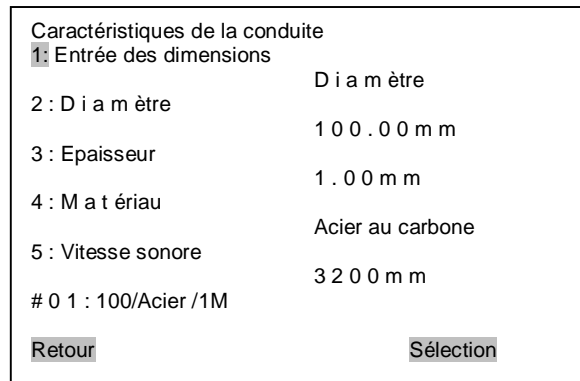 Caractéristiques de la conduite
1: Entrée des dimensions
D i a m ètre
2 : D i a m ètre
1 0 0 . 0 0 m m
3 : Epaisseur
1 . 0 0 m m
4 : M a t ériau
Acier au carbone
5 : Vitesse sonore
3 2 0 0 m m
# 0 1 : 100/Acier /1M
Retour Sélection